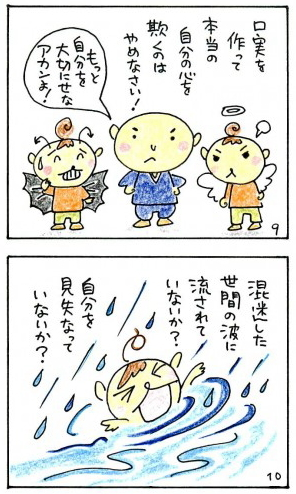 口実を
作って
本当の
自分の心を
欺くのは
やめなさい！
もっと
自分を
大切にせな
アカンよ！
9
混迷した
世間の波に
流されて
いないか？
自分を
見失なって
いないか？
10